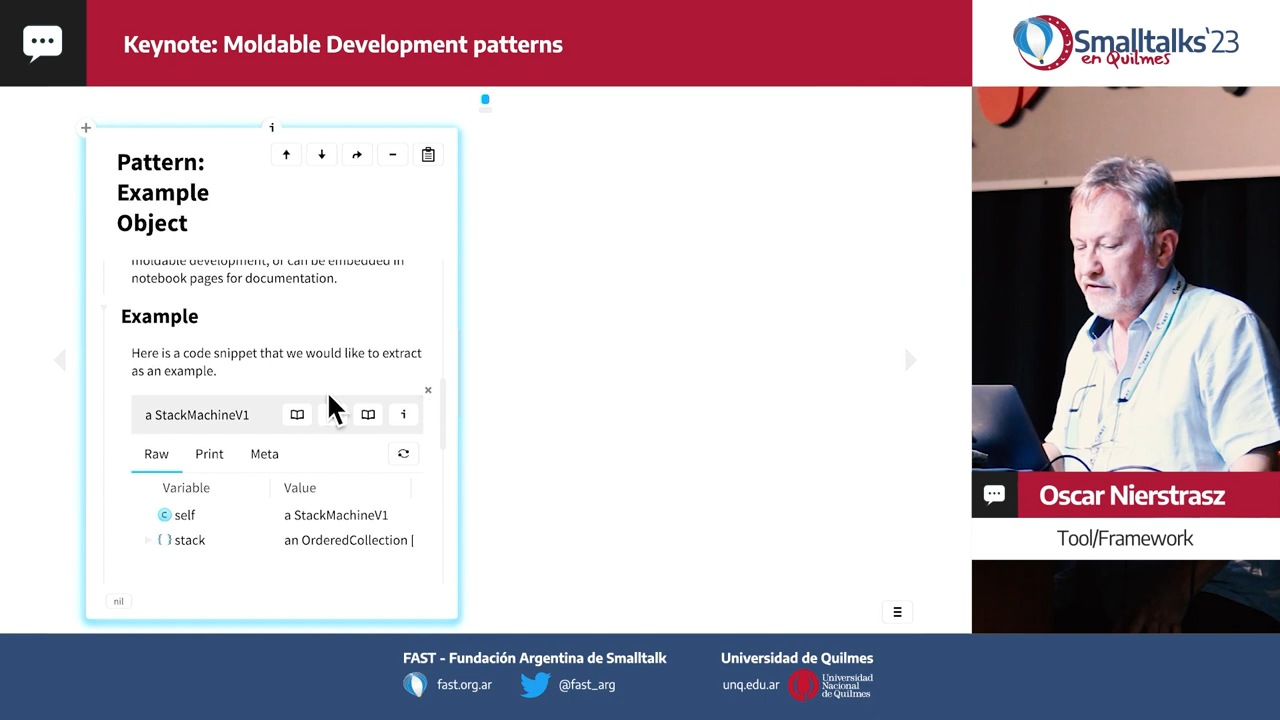 Keynote: Moldable Development patterns
Smalltalks'23
en Quilmes
Pattern:
Example
Object
moldable development, or can be embedded in
notebook pages for documentation.
Example
Here is a code snippet that we would like to extract
as an example.
a StackMachineV1
Raw Print Meta
Variable Value
self a StackMachineV1
stack an OrderedCollection [
nil
Oscar Nierstrasz
Tool/Framework
FAST - Fundación Argentina de Smalltalk
fast.org.ar @fast_arg
Universidad de Quilmes
unq.edu.ar
Universidad
Nacional
de Quilmes